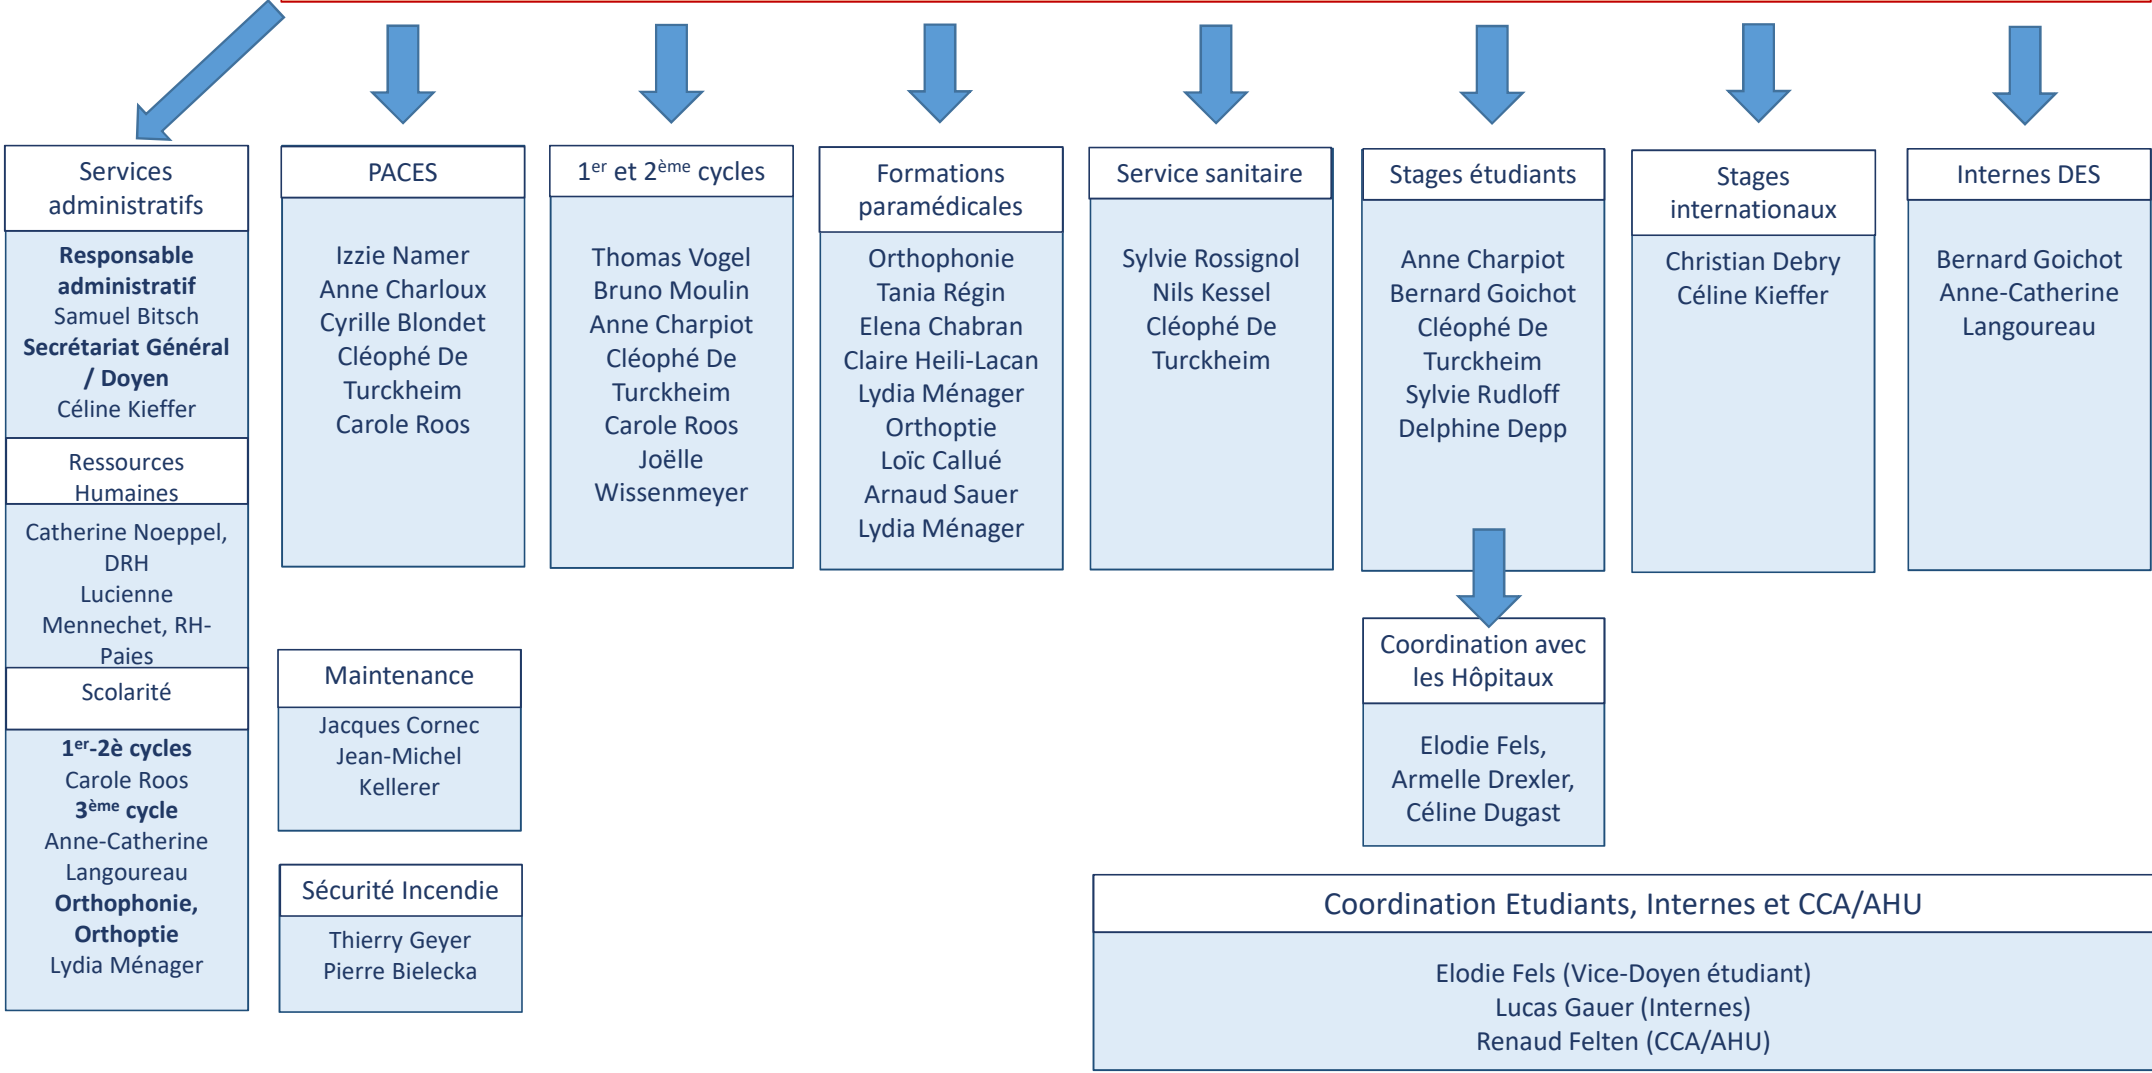 Services
administratifs
Responsable
administratif
Samuel Bitsch
Secrétariat Général
/ Doyen
Céline Kieffer
Ressources
Humaines
Catherine Noeppel,
DRH
Lucienne
Mennechet, RH-
Paies
Scolarité
1er-2è cycles
Carole Roos
3ème cycle
Anne-Catherine
Langoureau
Orthophonie,
Orthoptie
Lydia Ménager
PACES
Izzie Namer
Anne Charloux
Cyrille Blondet
Cléophé De
Turckheim
Carole Roos
1er et 2ème cycles
Thomas Vogel
Bruno Moulin
Anne Charpiot
Cléophé De
Turckheim
Carole Roos
Joëlle
Wissenmeyer
Formations
paramédicales
Orthophonie
Tania Régin
Elena Chabran
Claire Heili-Lacan
Lydia Ménager
Orthoptie
Loïc Callué
Arnaud Sauer
Lydia Ménager
Service sanitaire
Sylvie Rossignol
Nils Kessel
Cléophé De
Turckheim
Stages étudiants
Anne Charpiot
Bernard Goichot
Cléophé De
Turckheim
Sylvie Rudloff
Delphine Depp
Stages
internationaux
Christian Debry
Céline Kieffer
Internes DES
Bernard Goichot
Anne-Catherine
Langoureau
Maintenance
Jacques Cornec
Jean-Michel
Kellerer
Sécurité Incendie
Thierry Geyer
Pierre Bielecka
Coordination avec
les Hôpitaux
Elodie Fels,
Armelle Drexler,
Céline Dugast
Coordination Etudiants, Internes et CCA/AHU
Elodie Fels (Vice-Doyen étudiant)
Lucas Gauer (Internes)
Renaud Felten (CCA/AHU)